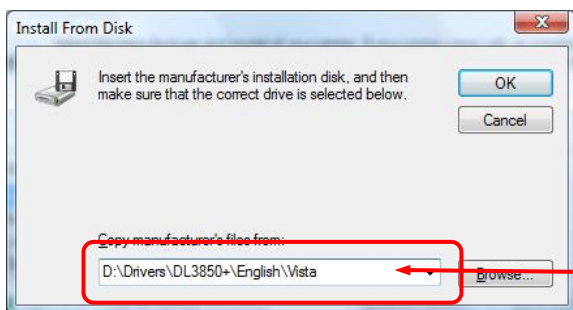 Install From Disk
Insert the manufacturer's installation disk, and then
make sure that the correct drive is selected below.
OK
Cancel
Copy manufacturer's files from:
D:\Drivers\DL3850+\English\Vista
Browse...